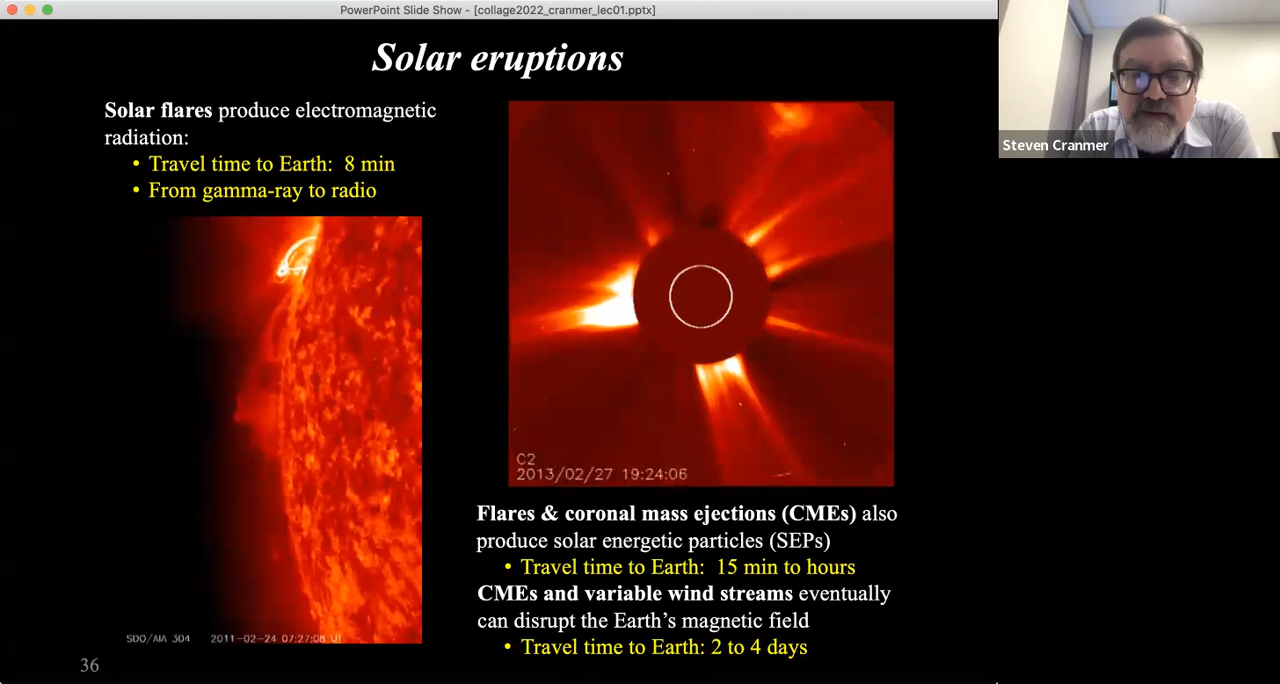 PowerPoint Slide Show - [collage2022_cranmer_lec01.pptx]
Solar eruptions
Solar flares produce electromagnetic
radiation:
• Travel time to Earth: 8 min
• From gamma-ray to radio
SDO/AIA 304 2011-02-24 07:27:08 UT
C2
2013/02/27 19:24:06
Flares & coronal mass ejections (CMEs) also
produce solar energetic particles (SEPs)
• Travel time to Earth: 15 min to hours
CMEs and variable wind streams eventually
can disrupt the Earth’s magnetic field
• Travel time to Earth: 2 to 4 days
36
Steven Cranmer